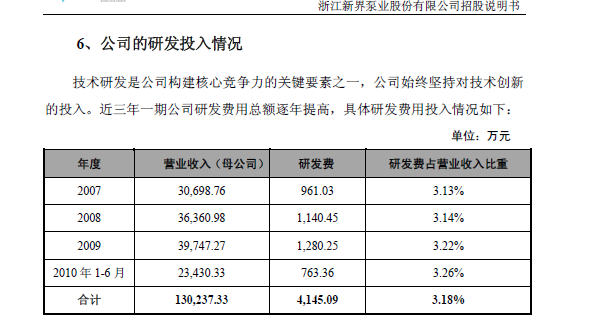 浙江新界泵业股份有限公司招股说明书
6、公司的研发投入情况
技术研发是公司构建核心竞争力的关键要素之一，公司始终坚持对技术创新
的投入。近三年一期公司研发费用总额逐年提高，具体研发费用投入情况如下：
单位：万元
年度 营业收入（母公司） 研发费 研发费占营业收入比重
2007 30,698.76 961.03 3.13%
2008 36,360.98 1,140.45 3.14%
2009 39,747.27 1,280.25 3.22%
2010 年 1-6 月 23,430.33 763.36 3.26%
合计 130,237.33 4,145.09 3.18%